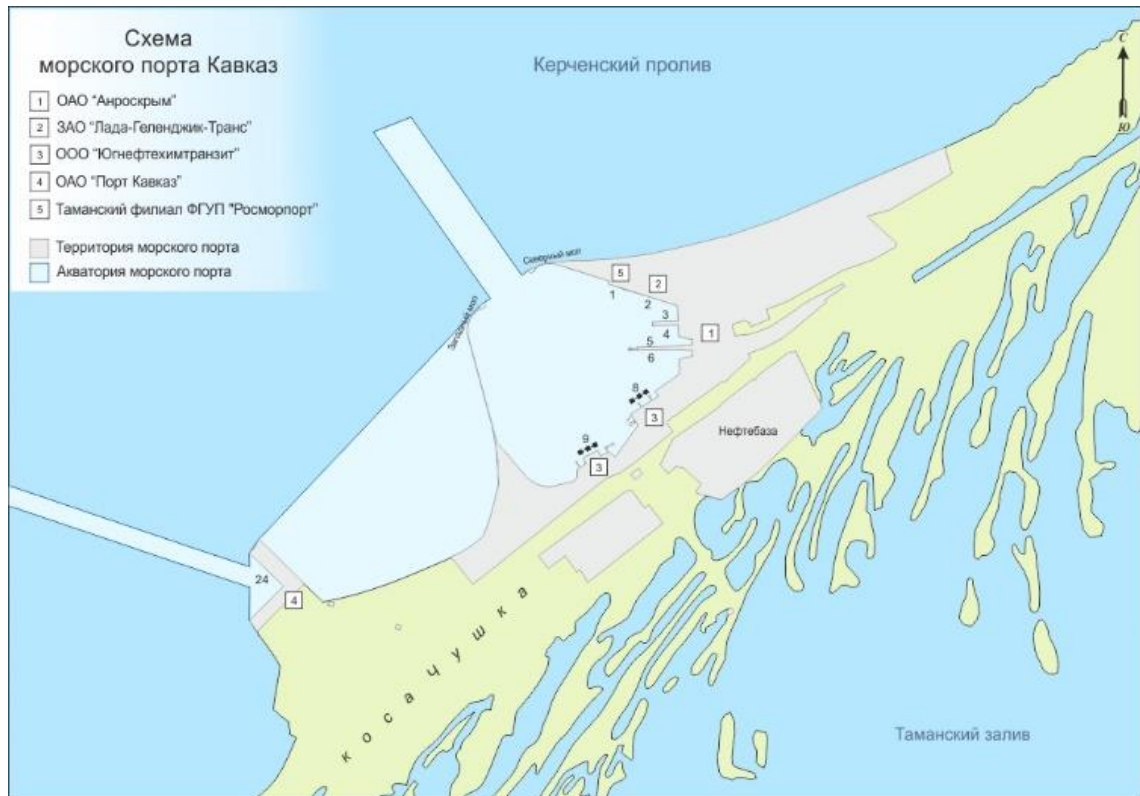 Схема
морского порта Кавказ
1 ОАО "Анроскрым"
2 ЗАО "Лада-Геленджик-Транс"
3 ООО "Югнефтехимтранзит"
4 ОАО "Порт Кавказ"
5 Таманский филиал ФГУП "Росморпорт"
Территория морского порта
Акватория морского порта
Керченский пролив
С
Ю
Северный мол
Западный мол
5
2
1
2
3
4
1
5
6
8
3
9
3
Нефтебаза
24
4
коса Чушка
Таманский залив